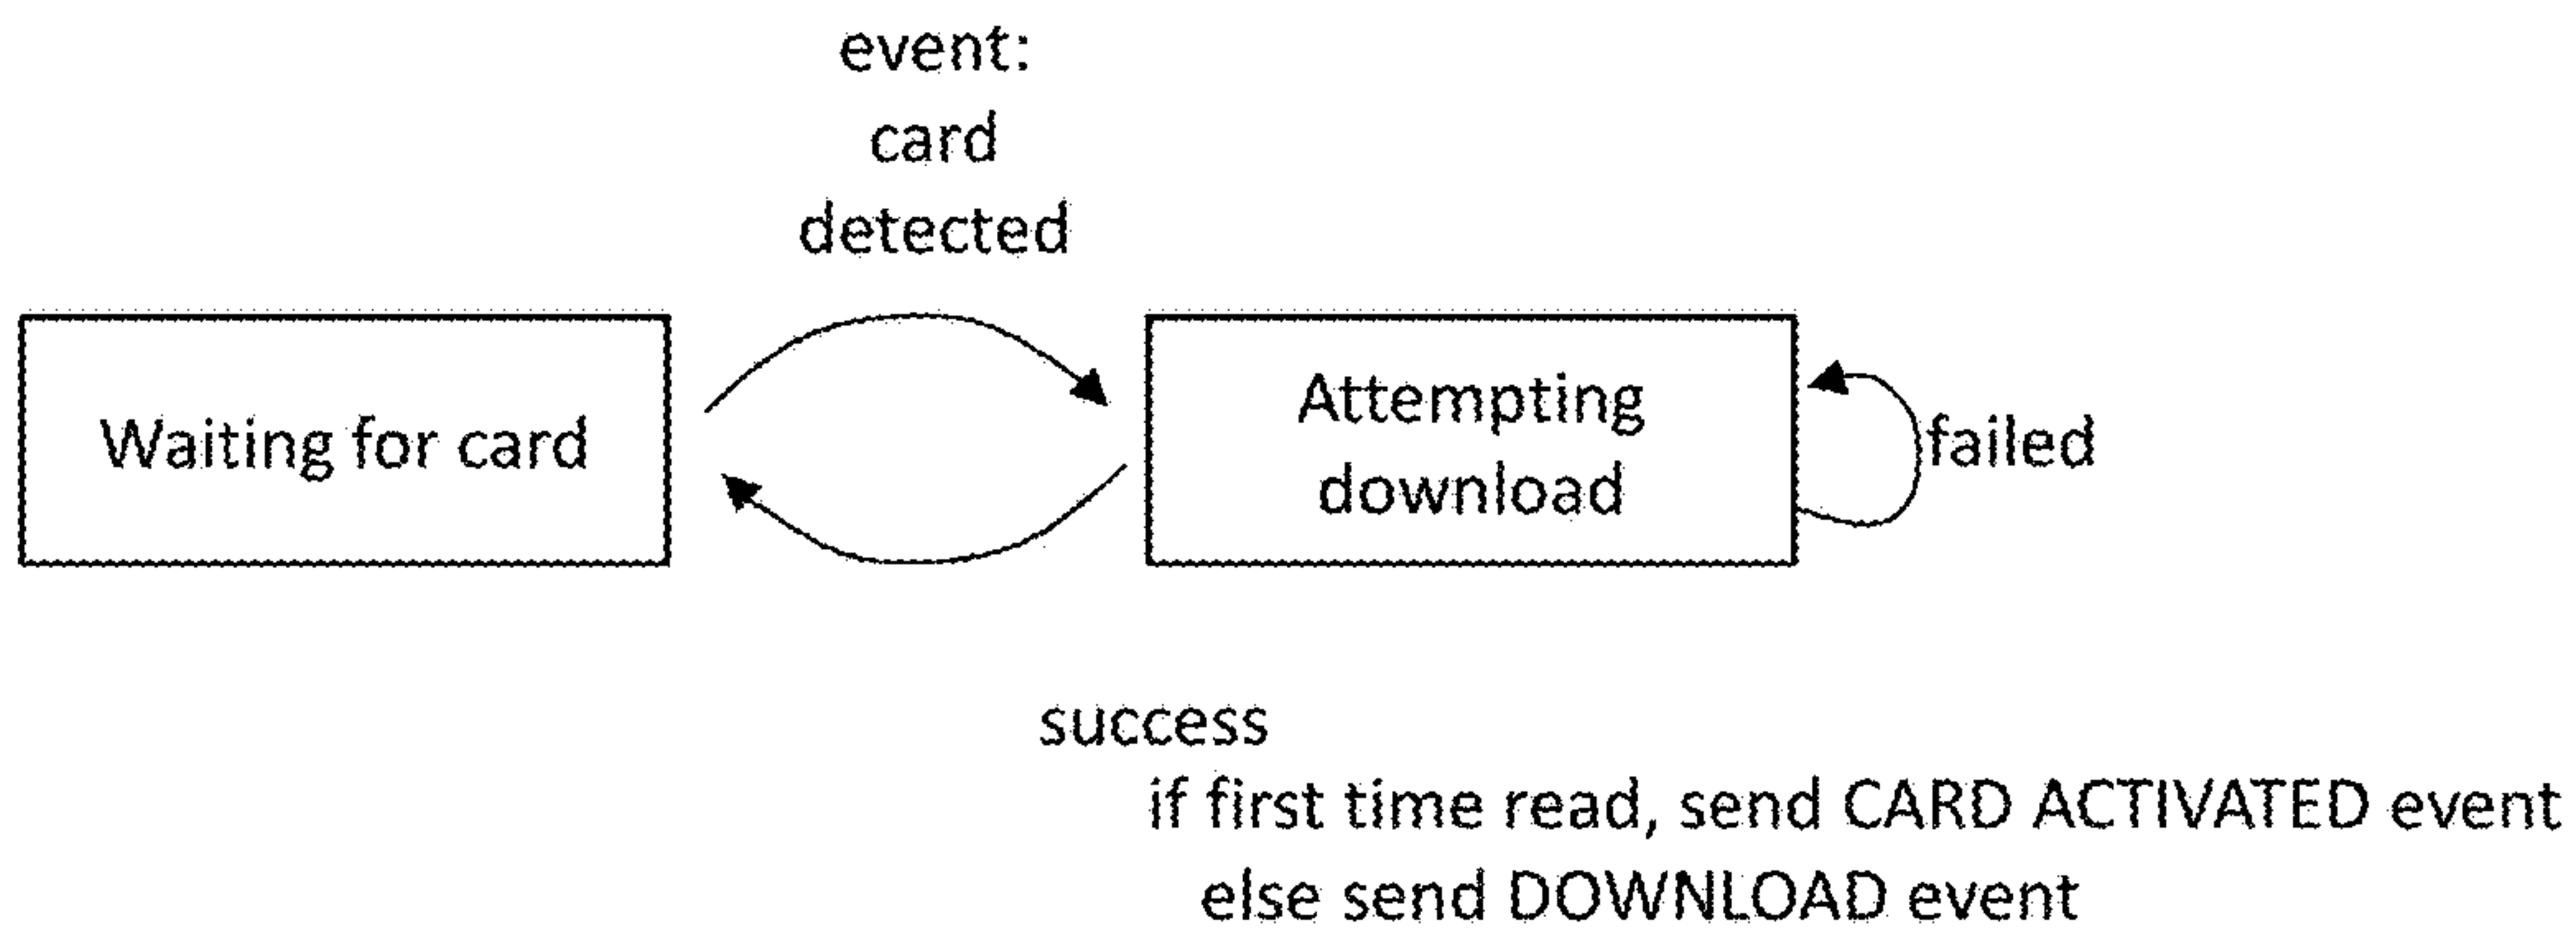 event:
card
detected
Waiting for card
Attempting
download
failed
success
if first time read, send CARD ACTIVATED event
else send DOWNLOAD event